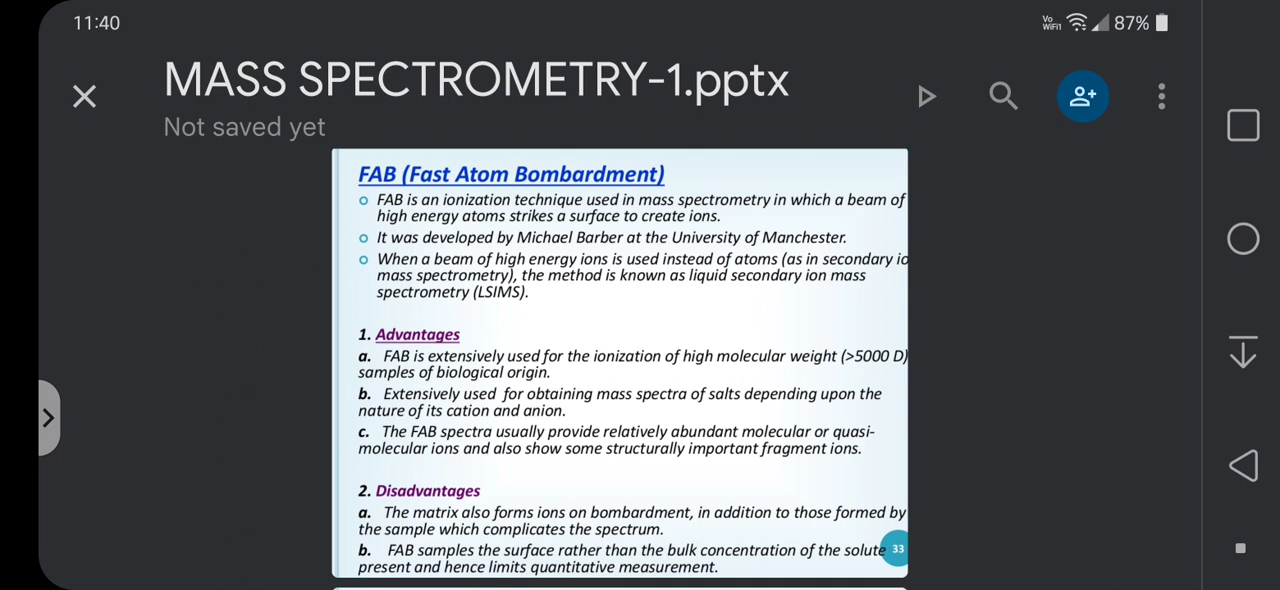 11:40
Vo WiFi1 87%
MASS SPECTROMETRY-1.pptx
Not saved yet
FAB (Fast Atom Bombardment)
FAB is an ionization technique used in mass spectrometry in which a beam of
high energy atoms strikes a surface to create ions.
It was developed by Michael Barber at the University of Manchester.
When a beam of high energy ions is used instead of atoms (as in secondary io
mass spectrometry), the method is known as liquid secondary ion mass
spectrometry (LSIMS).
1. Advantages
a. FAB is extensively used for the ionization of high molecular weight (>5000 D)
samples of biological origin.
b. Extensively used for obtaining mass spectra of salts depending upon the
nature of its cation and anion.
c. The FAB spectra usually provide relatively abundant molecular or quasi-
molecular ions and also show some structurally important fragment ions.
2. Disadvantages
a. The matrix also forms ions on bombardment, in addition to those formed by
the sample which complicates the spectrum.
b. FAB samples the surface rather than the bulk concentration of the solute
present and hence limits quantitative measurement.
33